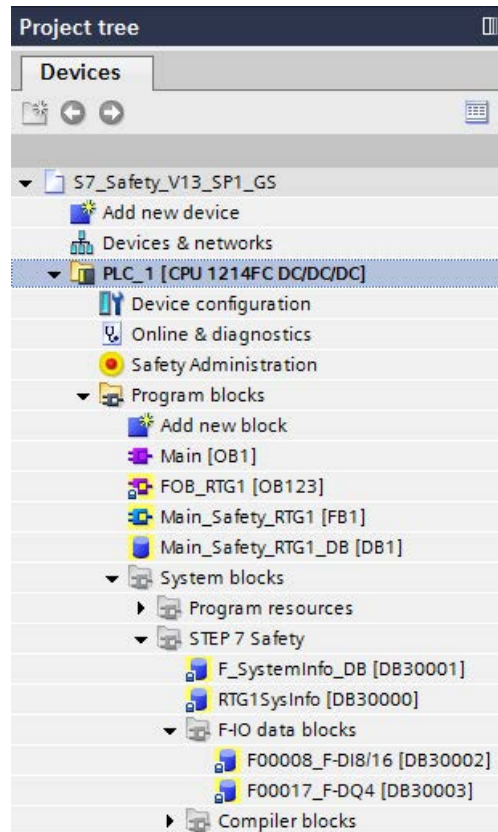 Project tree
Devices
S7_Safety_V13_SP1_GS
Add new device
Devices & networks
PLC_1 [CPU 1214FC DC/DC/DC]
Device configuration
Online & diagnostics
Safety Administration
Program blocks
Add new block
Main [OB1]
FOB_RTG1 [OB123]
Main_Safety_RTG1 [FB1]
Main_Safety_RTG1_DB [DB1]
System blocks
Program resources
STEP 7 Safety
F_SystemInfo_DB [DB30001]
RTG1SysInfo [DB30000]
F-IO data blocks
F00008_F-DI8/16 [DB30002]
F00017_F-DQ4 [DB30003]
Compiler blocks